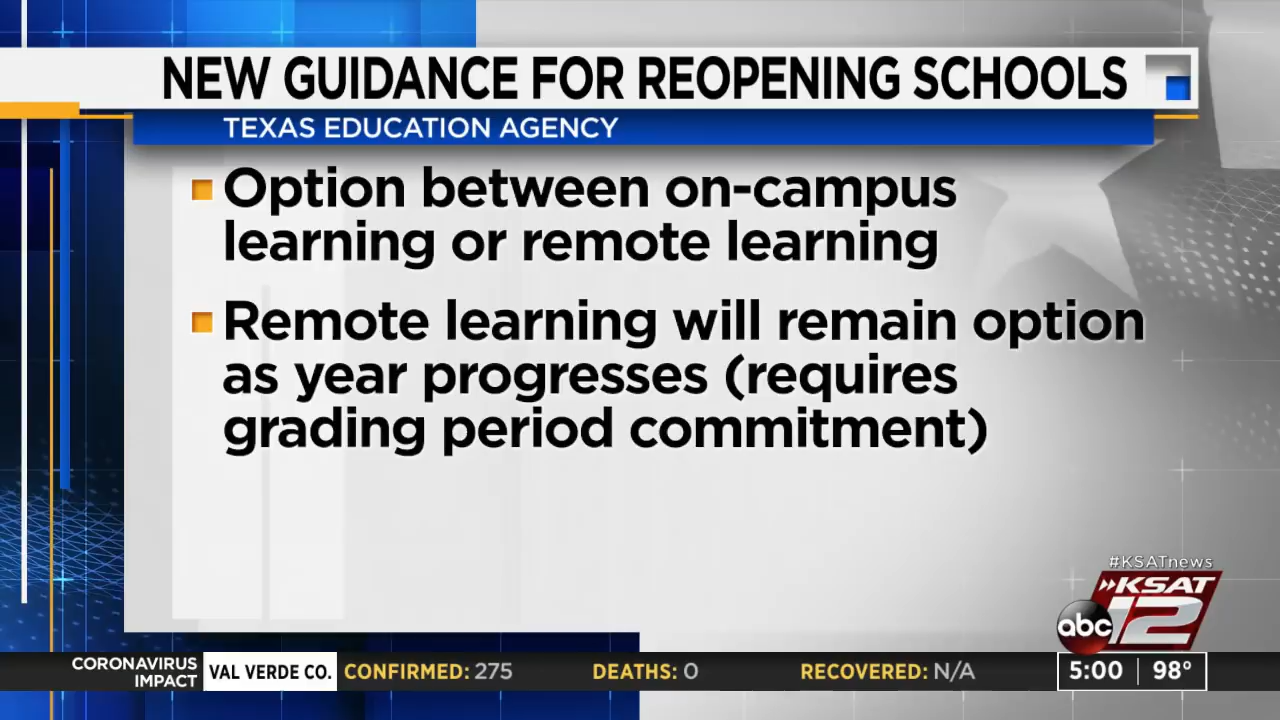 NEW GUIDANCE FOR REOPENING SCHOOLS
TEXAS EDUCATION AGENCY
Option between on-campus
learning or remote learning
Remote learning will remain option
as year progresses (requires
grading period commitment)
#KSATnews
KSAT
abc 12
CORONAVIRUS
IMPACT
VAL VERDE CO. CONFIRMED: 275 DEATHS: 0 RECOVERED: N/A
5:00 98°